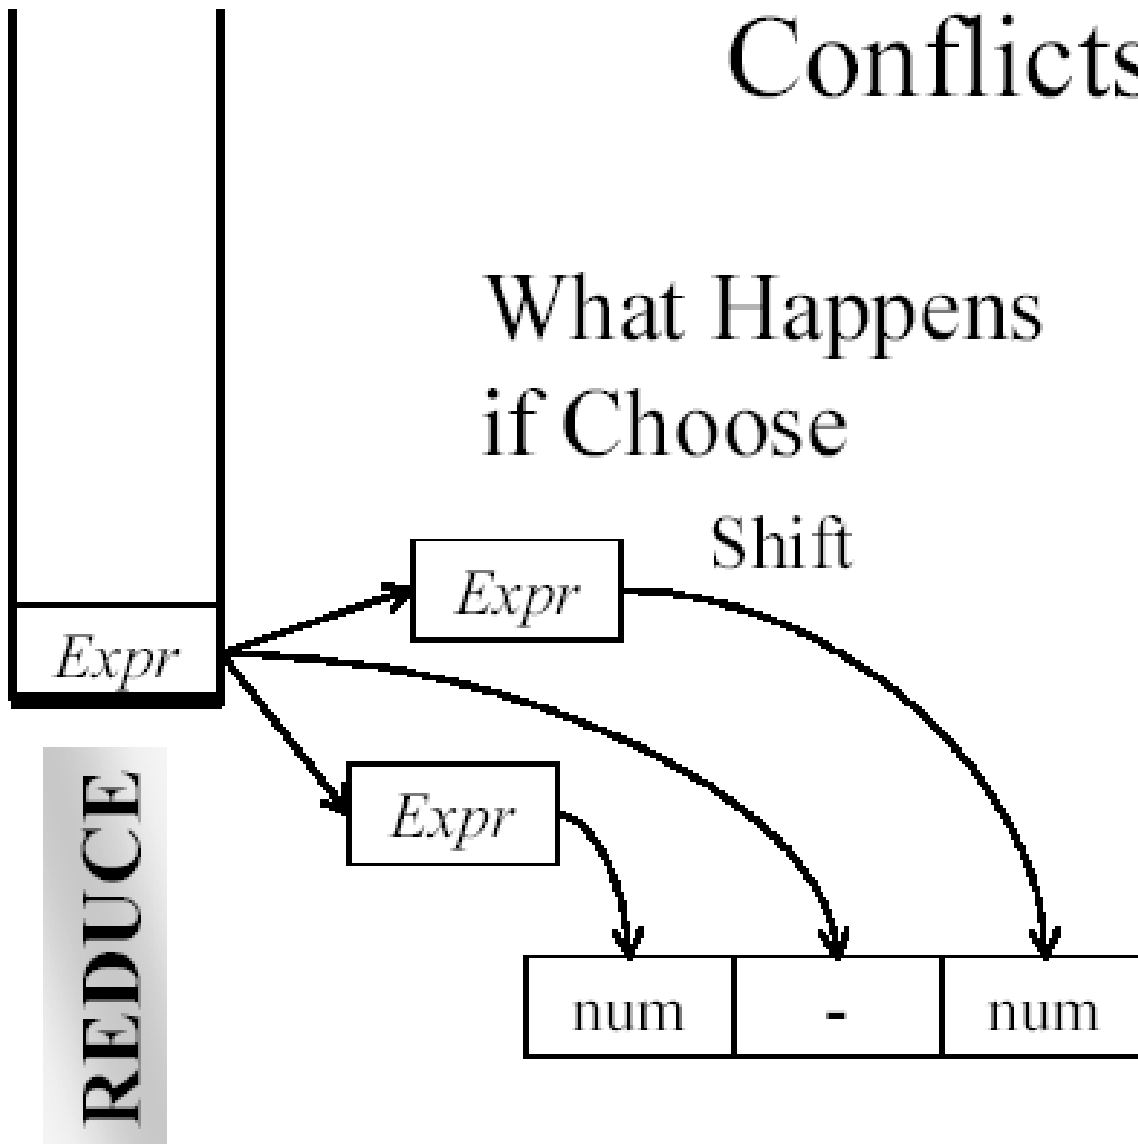 Conflicts
What Happens
if Choose
Shift
Expr
Expr
Expr
REDUCE
num - num